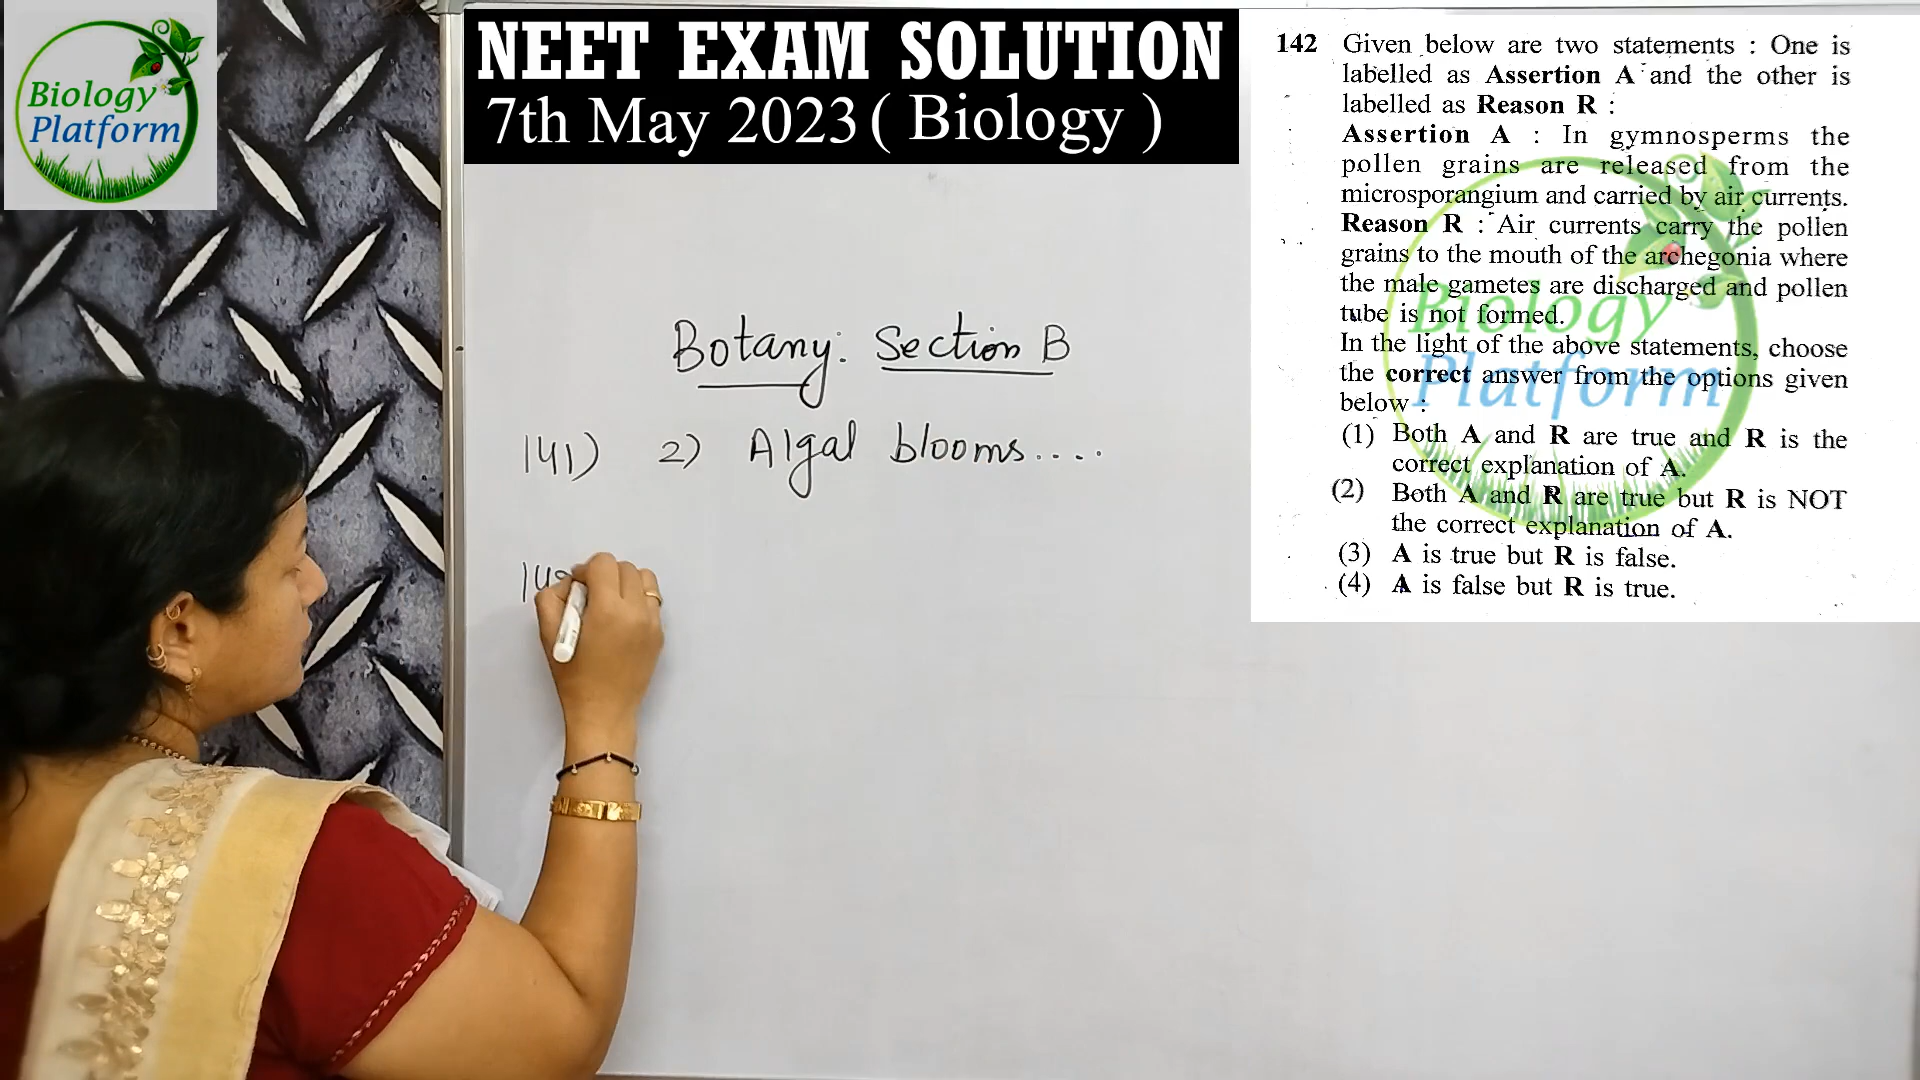 Biology
Platform
NEET EXAM SOLUTION
7th May 2023 ( Biology )
142 Given below are two statements : One is
labelled as Assertion A and the other is
labelled as Reason R :
Assertion A : In gymnosperms the
pollen grains are released from the
microsporangium and carried by air currents.
Reason R : Air currents carry the pollen
grains to the mouth of the archegonia where
the male gametes are discharged and pollen
tube is not formed.
In the light of the above statements, choose
the correct answer from the options given
below :
(1) Both A and R are true and R is the
correct explanation of A.
(2) Both A and R are true but R is NOT
the correct explanation of A.
(3) A is true but R is false.
(4) A is false but R is true.
Biology
Platform
Botany: Section B
141) 2) Algal blooms....